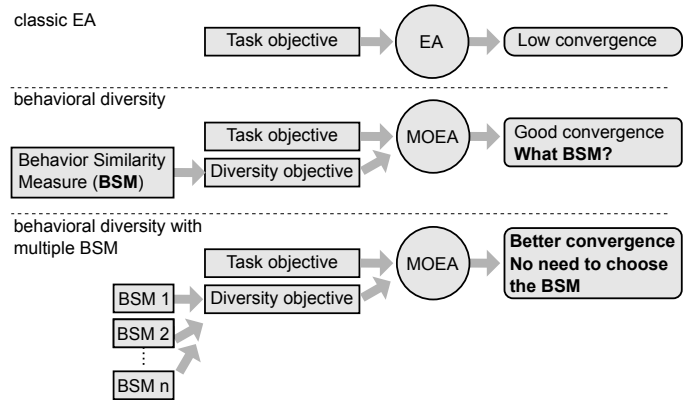 classic EA
Task objective
EA
Low convergence
behavioral diversity
Task objective
MOEA
Good convergence
What BSM?
Behavior Similarity
Measure (BSM)
Diversity objective
behavioral diversity with
multiple BSM
Task objective
MOEA
Better convergence
No need to choose
the BSM
BSM 1
Diversity objective
BSM 2
BSM n